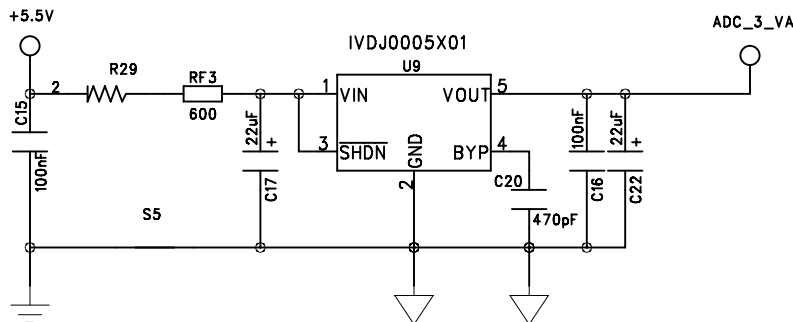 +5.5V
ADC_3_VA
IVDJ0005X01
U9
R29
RF3
600
C15
2
100nF
22uF
+
C17
1
VIN
VOUT
5
3
SHDN
GND
2
BYP
4
C20
470pF
100nF
C16
22uF
+
C22
S5